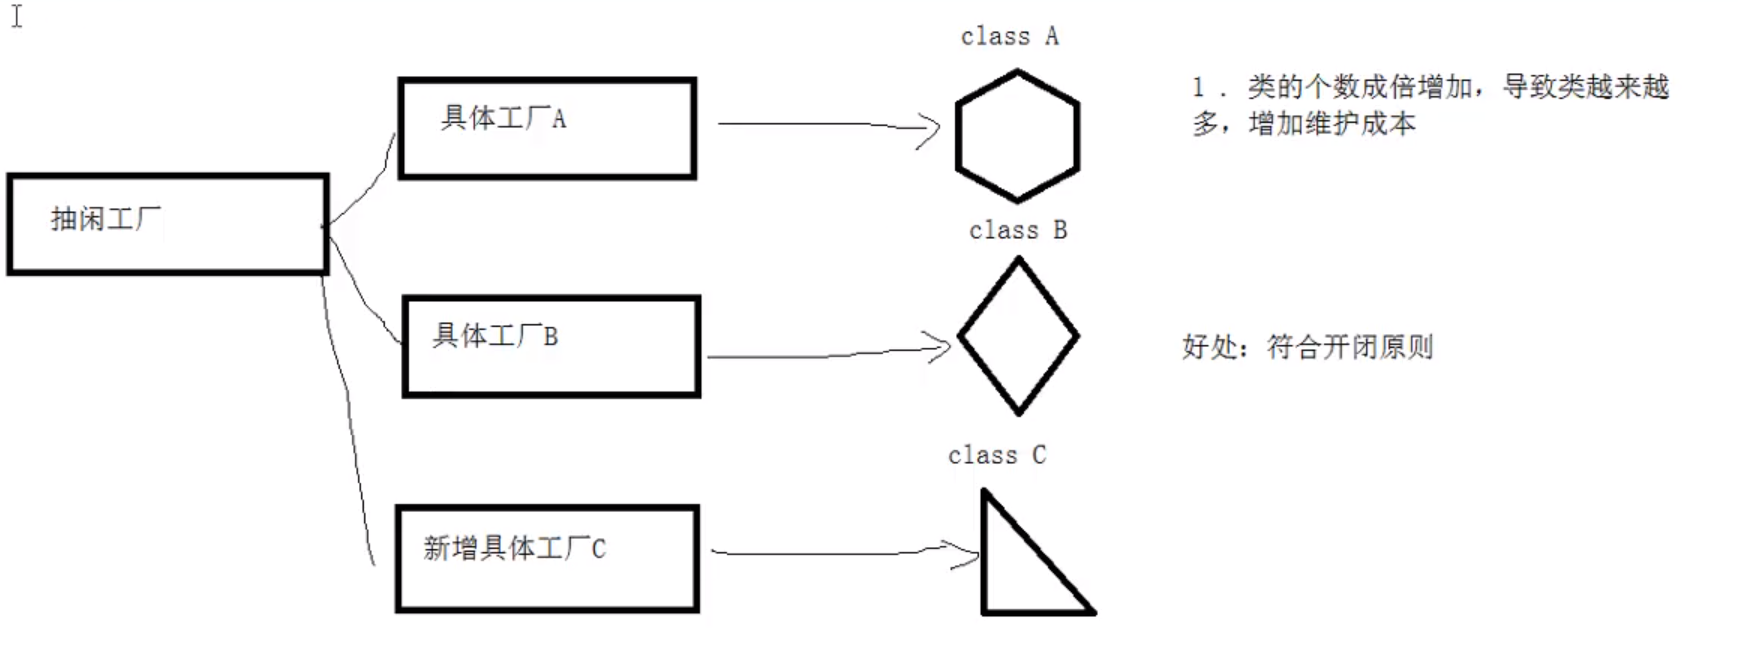 class A
1 . 类的个数成倍增加，导致类越来越
多，增加维护成本
具体工厂A
抽闲工厂
class B
具体工厂B
好处：符合开闭原则
class C
新增具体工厂C